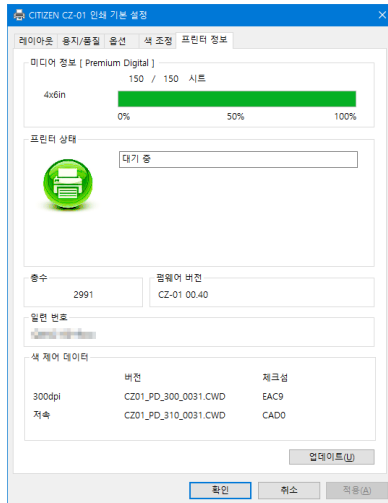 CITIZEN CZ-01 인쇄 기본 설정
레이아웃 용지/품질 옵션 색 조정 프린터 정보
미디어 정보 [ Premium Digital ]
150 / 150 시트
4x6in
0% 50% 100%
프린터 상태
대기 중
총수 펌웨어 버전
2991 CZ-01 00.40
일련 번호
색 제어 데이터
버전 체크섬
300dpi CZ01_PD_300_0031.CWD EAC9
저속 CZ01_PD_310_0031.CWD CAD0
업데이트(U)
확인 취소 적용(A)